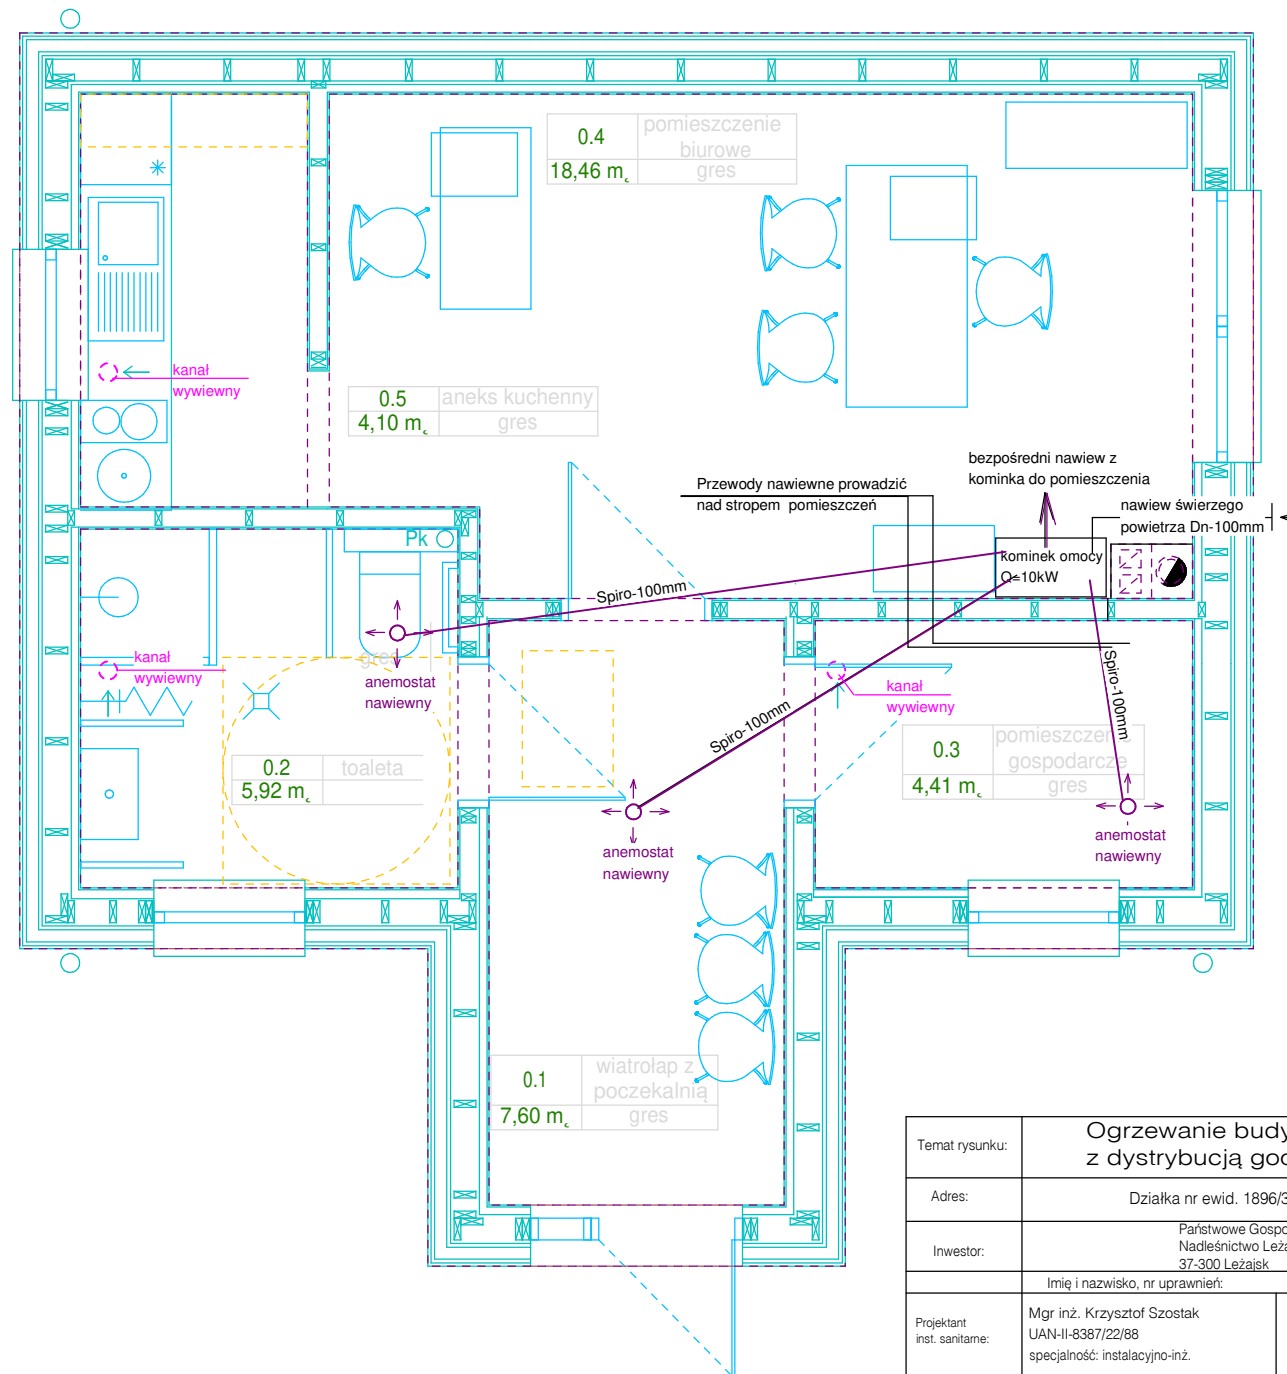 0.4
pomieszczenie
biurowe
18,46 m
gres
kanał
wywiewny
0.5
aneks kuchenny
4,10 m
gres
bezpośredni nawiew z
kominka do pomieszczenia
Przewody nawiewne prowadzić
nad stropem pomieszczeń
nawiew świerzego
powietrza Dn-100mm
kominek omocy
Q=10kW
Pk
Spiro-100mm
gres
anemostat
nawiewny
kanał
wywiewny
Spiro-100mm
kanał
wywiewny
Spiro-100mm
0.2
toaleta
5,92 m
0.3
gospodarcze
4,41 m
gres
anemostat
nawiewny
anemostat
nawiewny
0.1
wiatrołap z
poczekalnią
7,60 m
gres
Temat rysunku:
Ogrzewanie budy
z dystrybucją
Adres:
Działka nr ewid. 1896/3
Inwestor:
Państwowe Gospo
Nadleśnictwo Leża
37-300 Leżajsk
Imię i nazwisko, nr uprawnień:
Projektant
inst. sanitarne:
Mgr inż. Krzysztof Szostak
UAN-II-8387/22/88
specjalność: instalacyjno-inż.